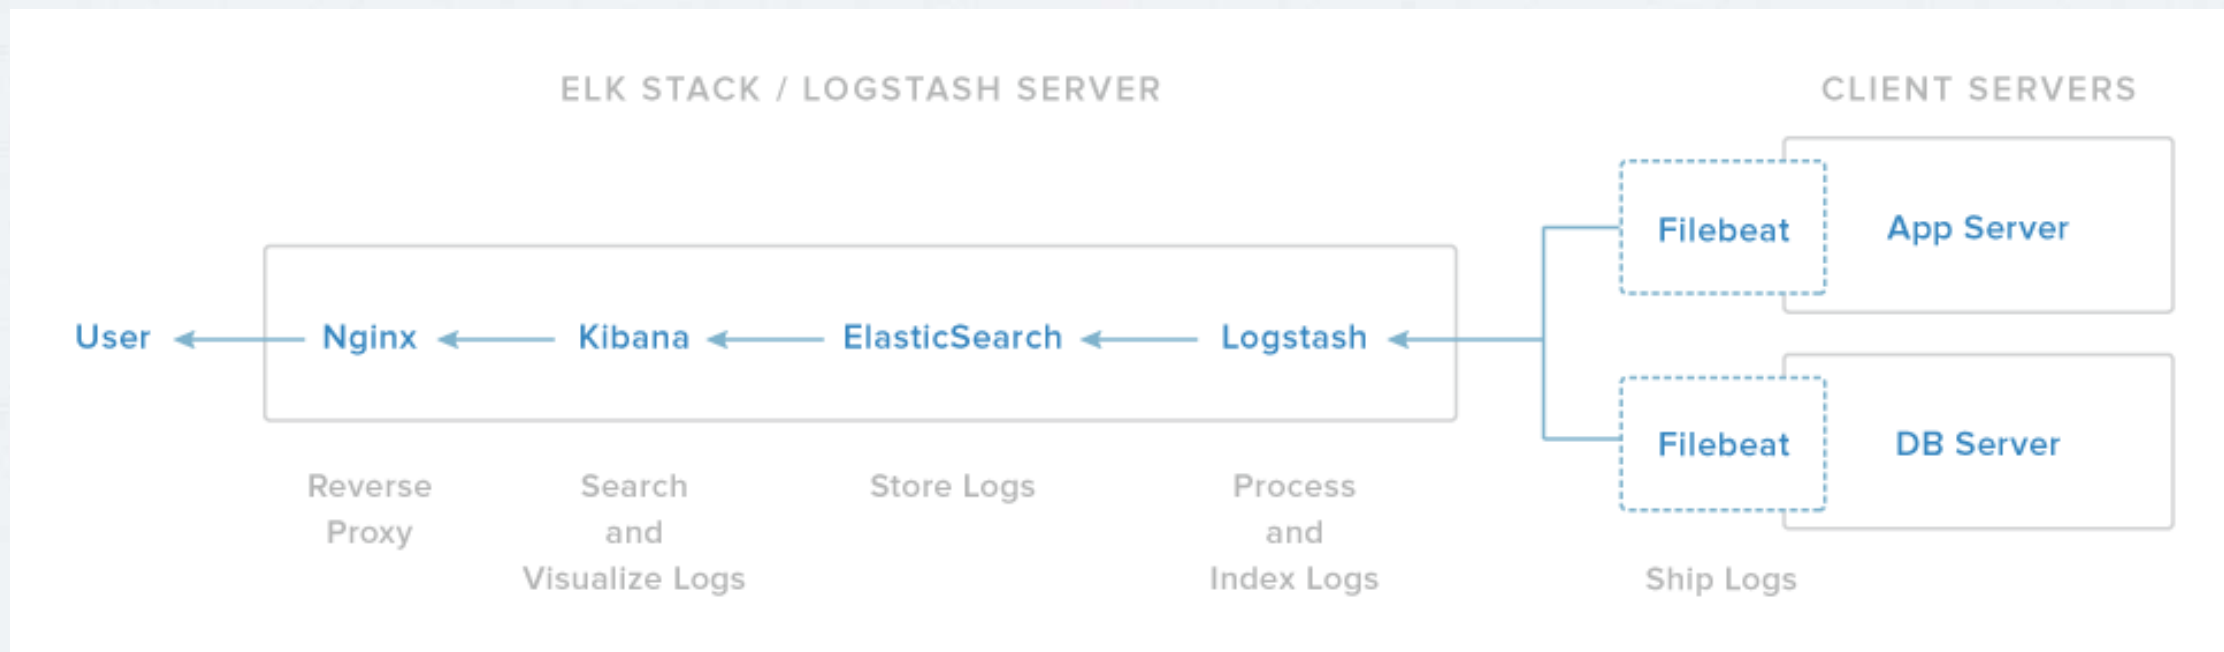 ELK STACK / LOGSTASH SERVER
CLIENT SERVERS
Filebeat
App Server
User
Nginx
Kibana
ElasticSearch
Logstash
Filebeat
DB Server
Reverse
Proxy
Search
and
Visualize Logs
Store Logs
Process
and
Index Logs
Ship Logs